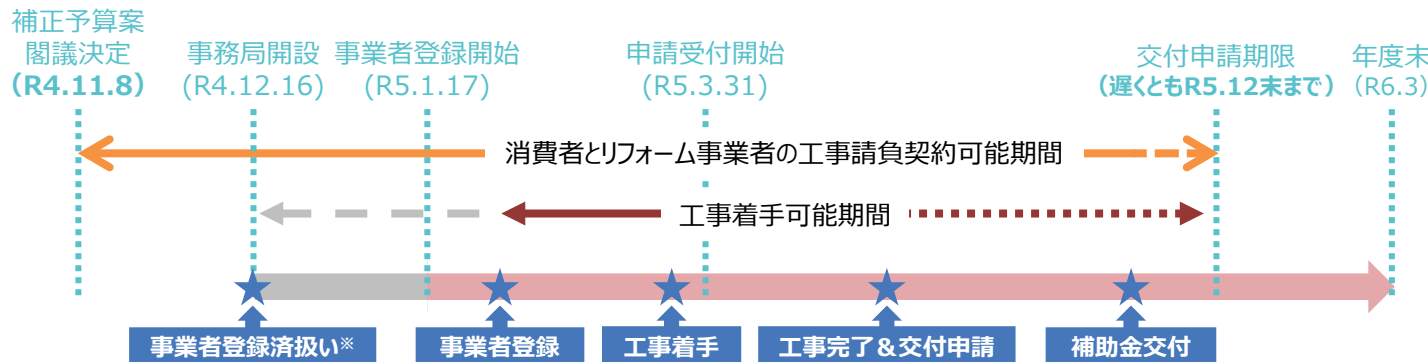 補正予算案
閣議決定
（R4.11.8）
事務局開設
（R4.12.16）
事業者登録開始
（R5.1.17）
申請受付開始
（R5.3.31）
交付申請期限
（遅くともR5.12末まで）
年度末
（R6.3）
消費者とリフォーム事業者の工事請負契約可能期間
工事着手可能期間
事業者登録済扱い※
事業者登録
工事着手
工事完了＆交付申請
補助金交付